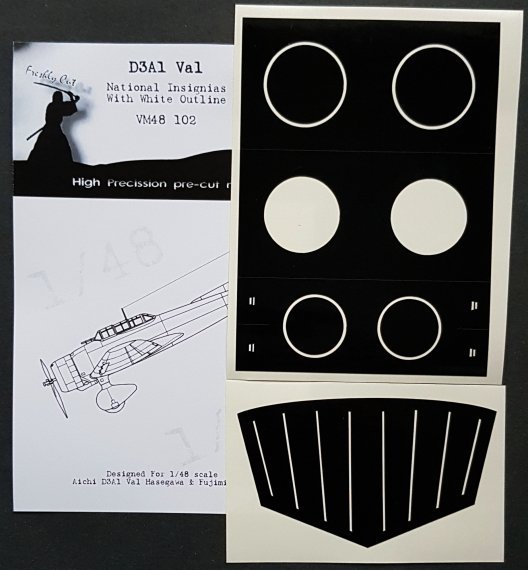 D3A1 Val
Freshly Cut
National Insignias
With White Outline
VM48 102
High Precission pre-cut
1/48
Designed For 1/48 scale
Aichi D3A1 Val Hasegawa & Fujimi